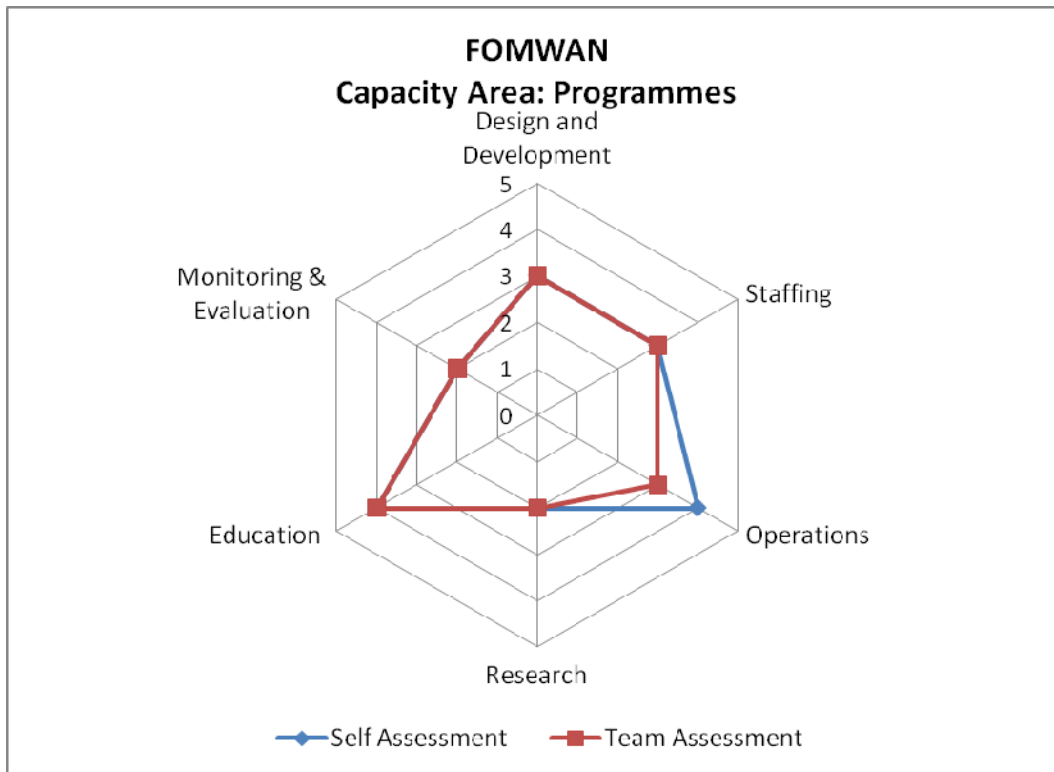 FOMWAN
Capacity Area: Programmes
Design and
Development
5
4
3
2
1
0
Monitoring &
Evaluation
Staffing
Education
Operations
Research
Self Assessment
Team Assessment